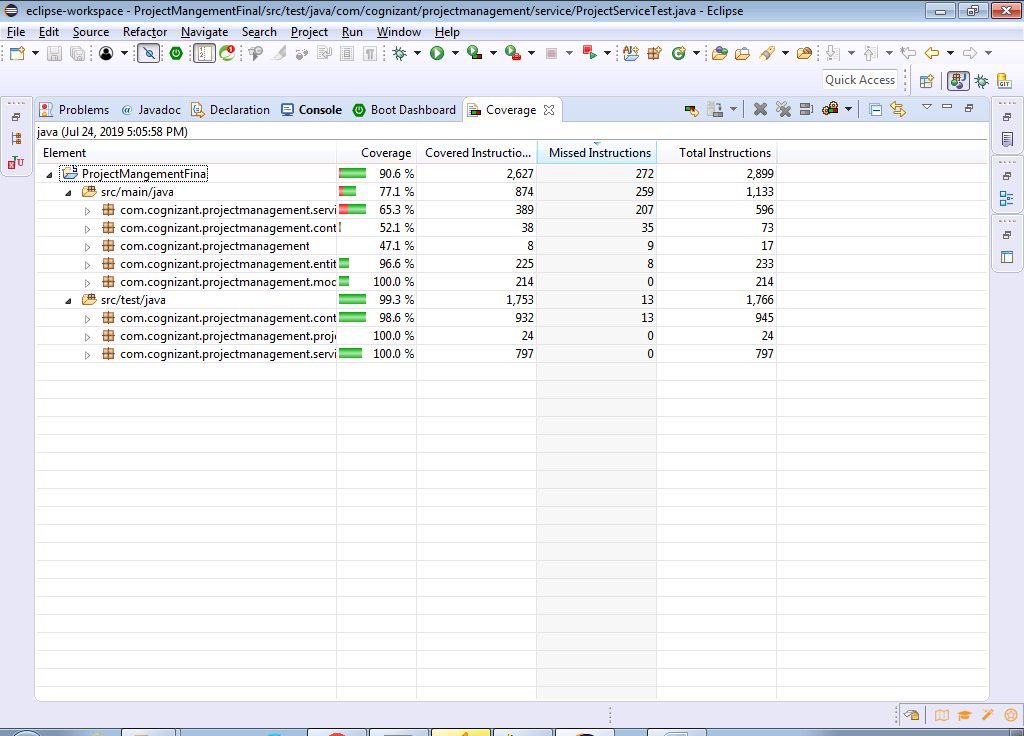 eclipse-workspace - ProjectMangementFinal/src/test/java/com/cognizant/projectmanagement/service/ProjectServiceTest.java - Eclipse
File Edit Source Refactor Navigate Search Project Run Window Help
Quick Access
Problems @ Javadoc Declaration Console Boot Dashboard Coverage
java (Jul 24, 2019 5:05:58 PM)
Element Coverage Covered Instructio... Missed Instructions Total Instructions
ProjectMangementFina 90.6 % 2,627 272 2,899
src/main/java 77.1 % 874 259 1,133
com.cognizant.projectmanagement.servi 65.3 % 389 207 596
com.cognizant.projectmanagement.cont 52.1 % 38 35 73
com.cognizant.projectmanagement 47.1 % 8 9 17
com.cognizant.projectmanagement.entit 96.6 % 225 8 233
com.cognizant.projectmanagement.moc 100.0 % 214 0 214
src/test/java 99.3 % 1,753 13 1,766
com.cognizant.projectmanagement.cont 98.6 % 932 13 945
com.cognizant.projectmanagement.proj 100.0 % 24 0 24
com.cognizant.projectmanagement.servi 100.0 % 797 0 797